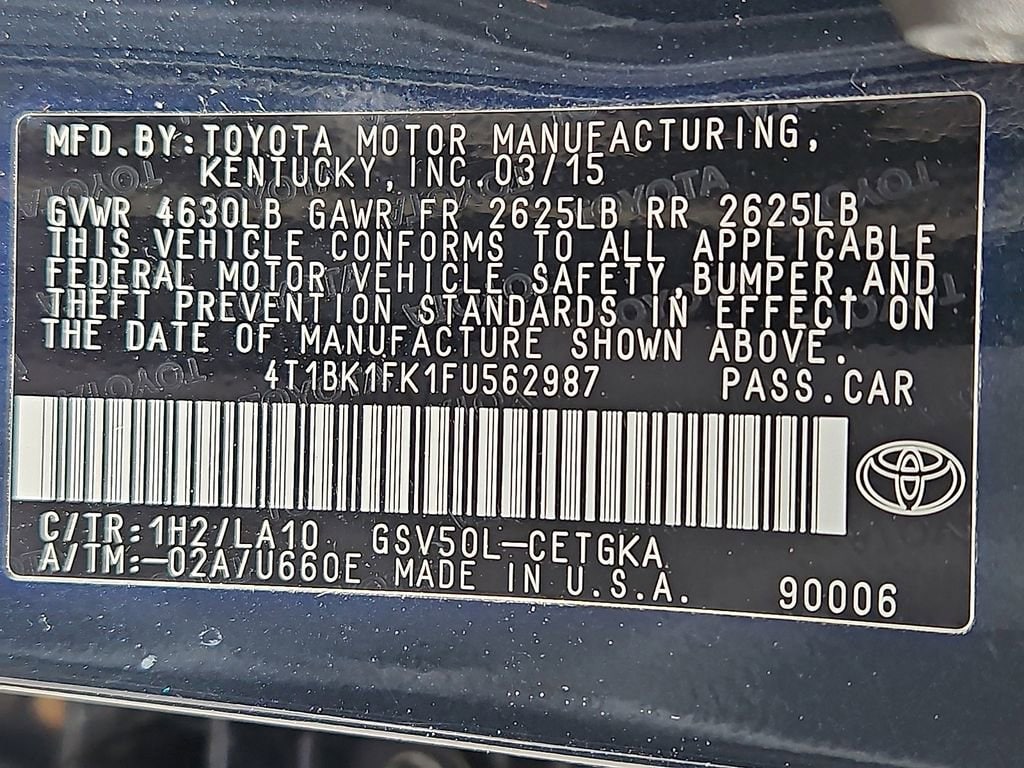 MFD.BY:TOYOTA MOTOR MANUFACTURING,
KENTUCKY, INC.03/15
GVWR 4630LB GAWR FR 2625LB RR 2625LB
THIS VEHICLE CONFORMS TO ALL APPLICABLE
FEDERAL MOTOR VEHICLE SAFETY,BUMPER,AND
THEFT PREVENTION STANDARDS IN EFFECT ON
THE DATE OF MANUFACTURE SHOWN ABOVE.
4T1BK1FK1FU562987 PASS.CAR
C/TR:1H2/LA10 GSV50L-CETGKA
A/TM:-02A/U660E MADE IN U.S.A. 90006